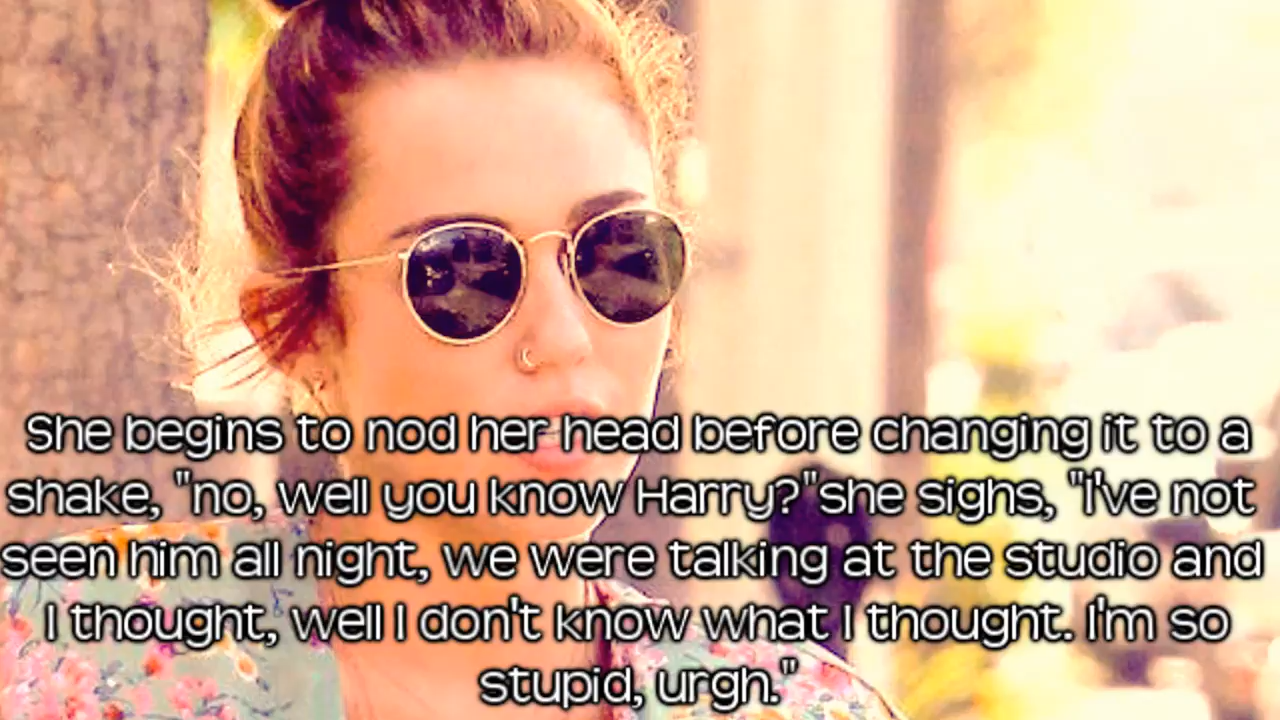 She begins to nod her head before changing it to a
shake, "no, well you know Harry?"she sighs, "I've not
seen him all night, we were talking at the studio and
I thought, well I don't know what I thought. I'm so
stupid, urgh."